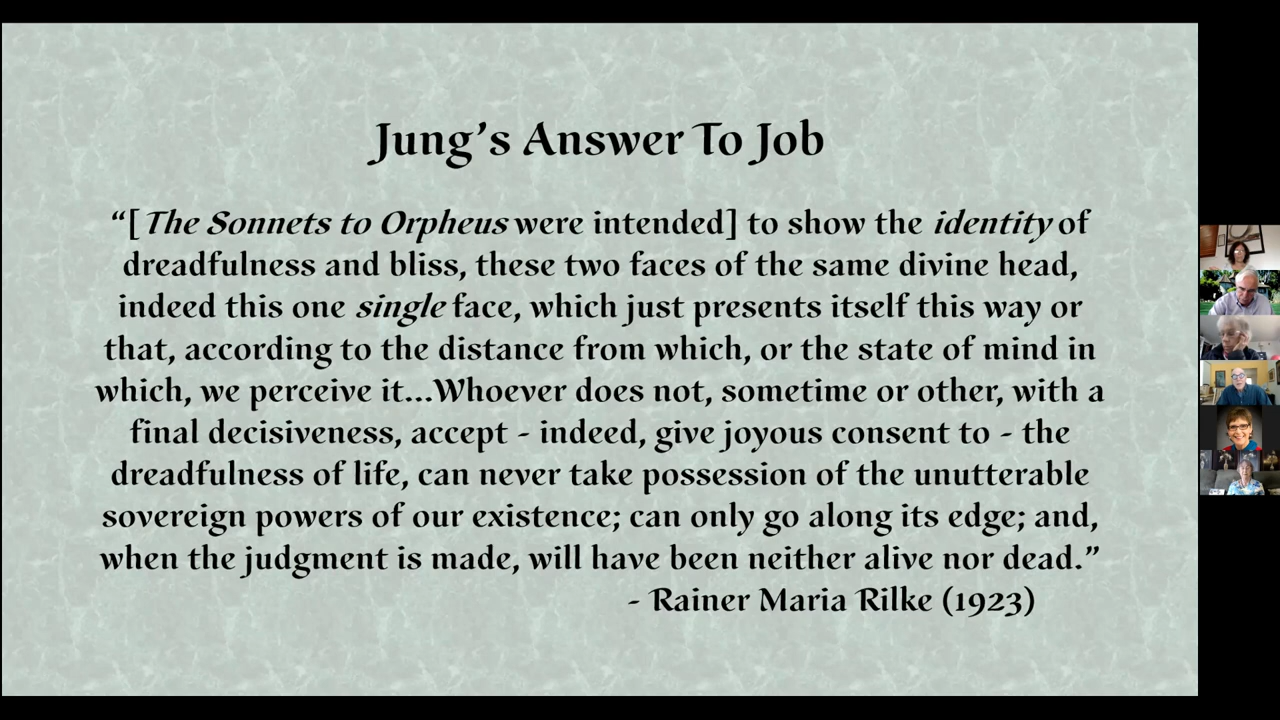 Jung’s Answer To Job
“[The Sonnets to Orpheus were intended] to show the identity of
dreadfulness and bliss, these two faces of the same divine head,
indeed this one single face, which just presents itself this way or
that, according to the distance from which, or the state of mind in
which, we perceive it...Whoever does not, sometime or other, with a
final decisiveness, accept - indeed, give joyous consent to - the
dreadfulness of life, can never take possession of the unutterable
sovereign powers of our existence; can only go along its edge; and,
when the judgment is made, will have been neither alive nor dead.”
- Rainer Maria Rilke (1923)